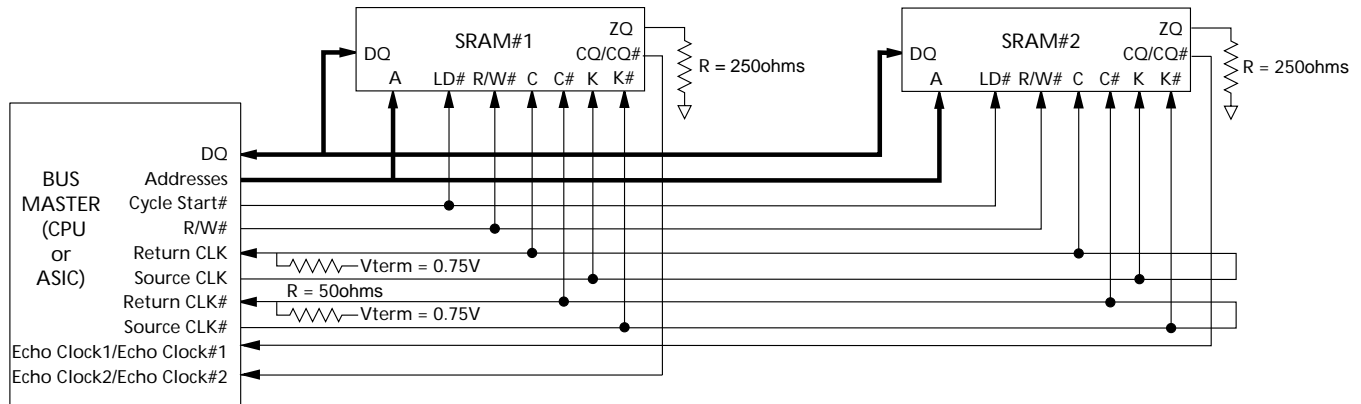 SRAM#1
ZQ
CQ/CQ#
DQ
A
LD# R/W# C C# K K#
R = 250ohms
SRAM#2
ZQ
CQ/CQ#
DQ
A
LD# R/W# C C# K K#
R = 250ohms
BUS
MASTER
(CPU
or
ASIC)
DQ
Addresses
Cycle Start#
R/W#
Return CLK
Source CLK
Return CLK#
Source CLK#
Echo Clock1/Echo Clock#1
Echo Clock2/Echo Clock#2
Vterm = 0.75V
R = 50ohms
Vterm = 0.75V